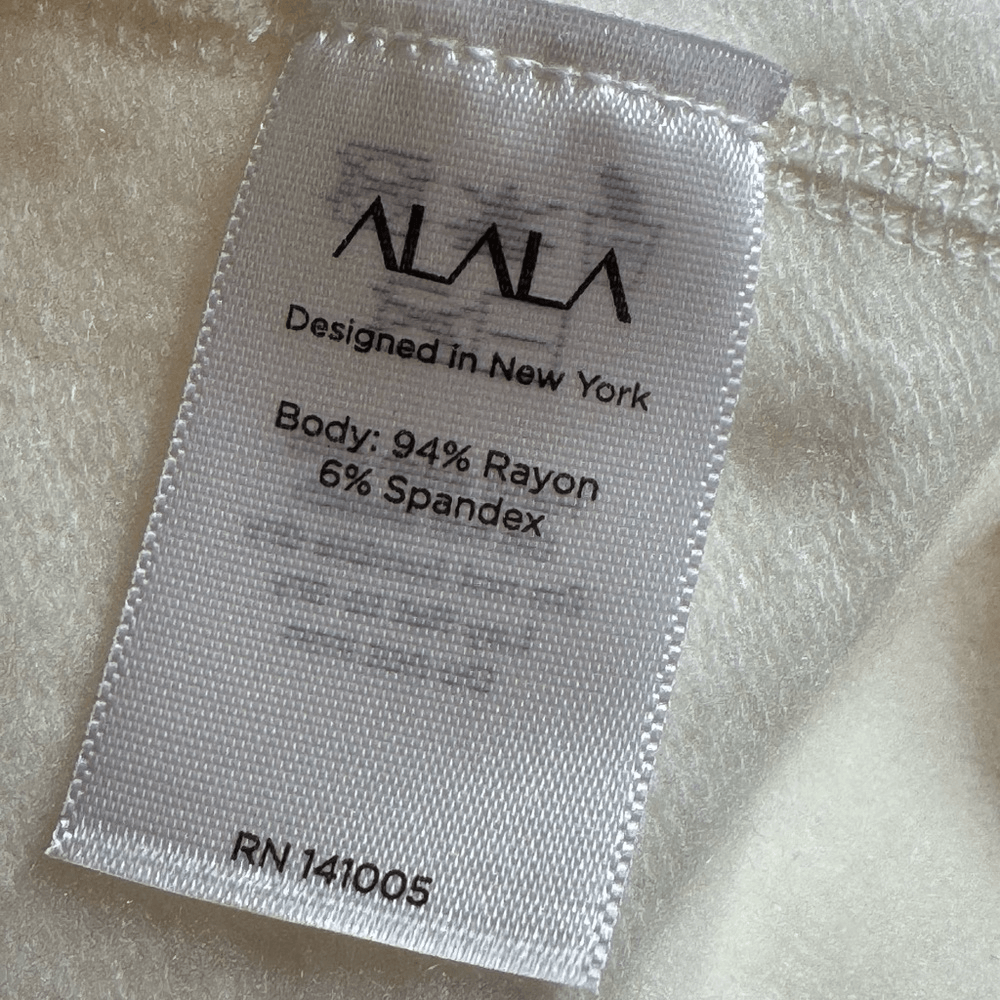 ALALA
Designed in New York
Body: 94% Rayon
6% Spandex
RN 141005